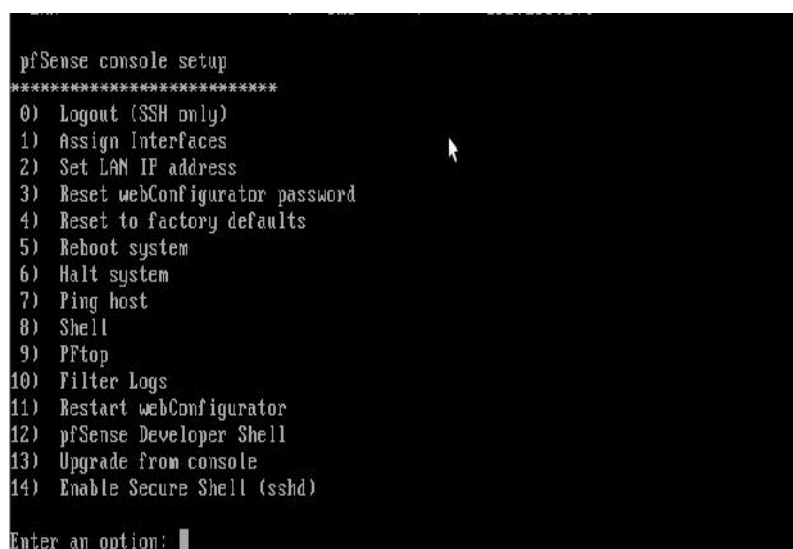 pfSense console setup
***************************
0) Logout (SSH only)
1) Assign Interfaces
2) Set LAN IP address
3) Reset webConfigurator password
4) Reset to factory defaults
5) Reboot system
6) Halt system
7) Ping host
8) Shell
9) PFtop
10) Filter Logs
11) Restart webConfigurator
12) pfSense Developer Shell
13) Upgrade from console
14) Enable Secure Shell (sshd)
Enter an option: